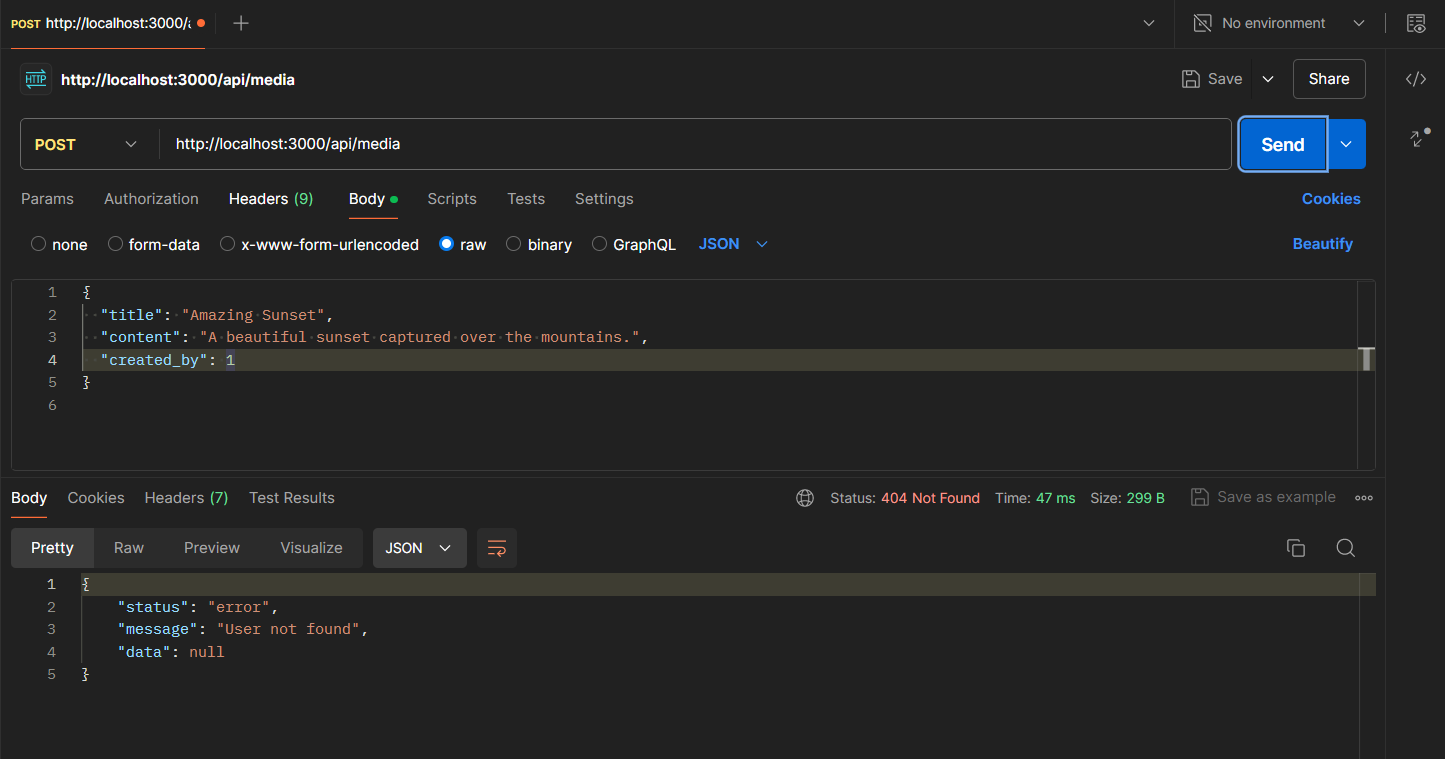 POST http://localhost:3000/a
No environment
HTTP http://localhost:3000/api/media
Save
Share
POST http://localhost:3000/api/media
Send
Params Authorization Headers (9) Body Scripts Tests Settings Cookies
none form-data x-www-form-urlencoded raw binary GraphQL JSON Beautify
1 {
2 "title": "Amazing Sunset",
3 "content": "A beautiful sunset captured over the mountains.",
4 "created_by": 1
5 }
6
Body Cookies Headers (7) Test Results Status: 404 Not Found Time: 47 ms Size: 299 B Save as example
Pretty Raw Preview Visualize JSON
1 {
2 "status": "error",
3 "message": "User not found",
4 "data": null
5 }